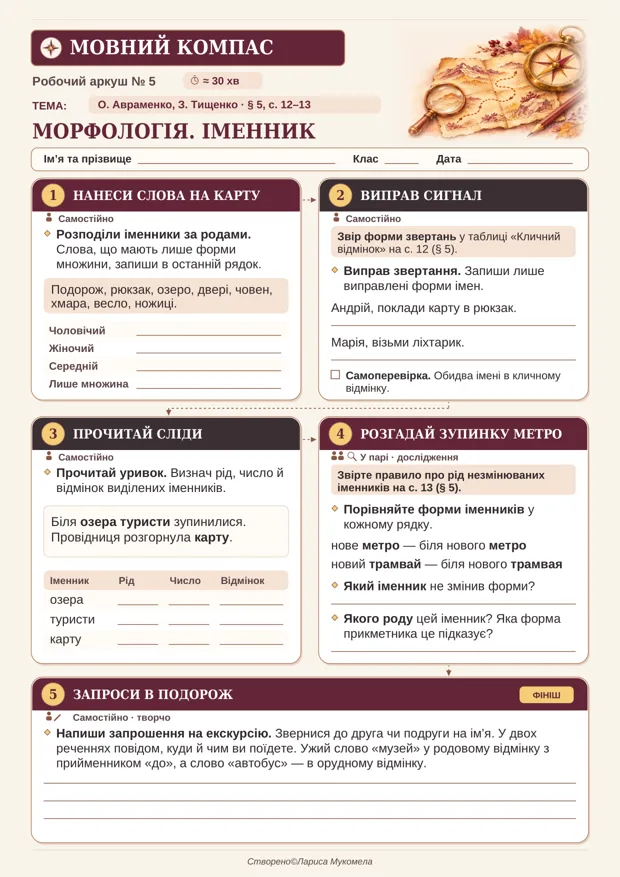 МОВНИЙ КОМПАС
Робочий аркуш № 5
≈ 30 хв
ТЕМА:
О. Авраменко, З. Тищенко · § 5, с. 12–13
МОРФОЛОГІЯ. ІМЕННИК
Ім’я та прізвище
Клас
Дата
1 НАНЕСИ СЛОВА НА КАРТУ
Самостійно
Розподіли іменники за родами.
Слова, що мають лише форми
множини, запиши в останній рядок.
Подорож, рюкзак, озеро, двері, човен,
хмара, весло, ножиці.
Чоловічий
Жіночий
Середній
Лише множина
2 ВИПРАВ СИГНАЛ
Самостійно
Звір форми звертань у таблиці «Кличний
відмінок» на с. 12 (§ 5).
Виправ звертання. Запиши лише
виправлені форми імен.
Андрій, поклади карту в рюкзак.
Марія, візьми ліхтарик.
Самоперевірка. Обидва імені в кличному
відмінку.
3 ПРОЧИТАЙ СЛІДИ
Самостійно
Прочитай уривок. Визнач рід, число й
відмінок виділених іменників.
Біля озера туристи зупинилися.
Провідниця розгорнула карту.
Іменник Рід Число Відмінок
озера
туристи
карту
4 РОЗГАДАЙ ЗУПИНКУ МЕТРО
У парі · дослідження
Звірте правило про рід незмінюваних
іменників на с. 13 (§ 5).
Порівняйте форми іменників у
кожному рядку.
нове метро — біля нового метро
новий трамвай — біля нового трамвая
Який іменник не змінив форми?
Якого роду цей іменник? Яка форма
прикметника це підказує?
5 ЗАПРОСИ В ПОДОРОЖ
ФІНІШ
Самостійно · творчо
Напиши запрошення на екскурсію. Звернися до друга чи подруги на ім’я. У двох
реченнях повідом, куди й чим ви поїдете. Ужий слово «музей» у родовому відмінку з
прийменником «до», а слово «автобус» — в орудному відмінку.
Створено©Лариса Мукомела